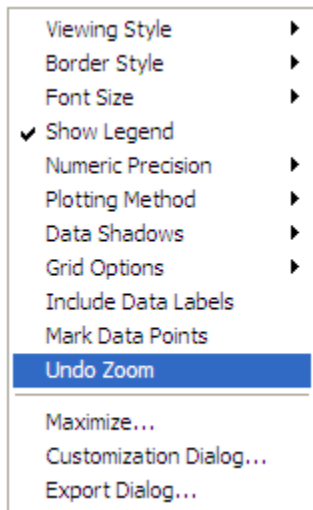 Viewing Style
Border Style
Font Size
Show Legend
Numeric Precision
Plotting Method
Data Shadows
Grid Options
Include Data Labels
Mark Data Points
Undo Zoom
Maximize...
Customization Dialog...
Export Dialog...